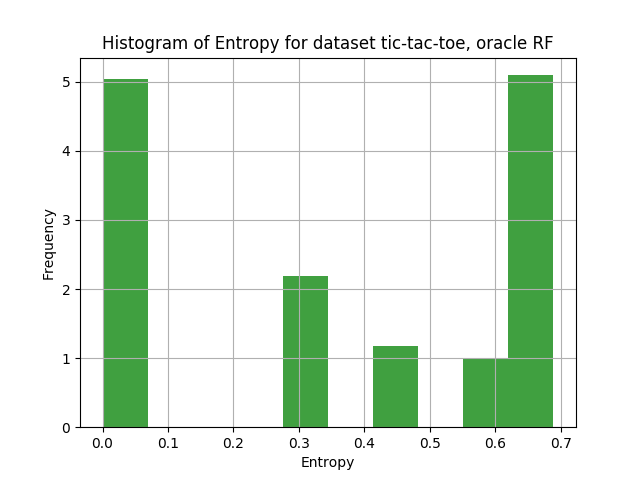 Histogram of Entropy for dataset tic-tac-toe, oracle RF
5
4
3
2
1
0
Frequency
0.0 0.1 0.2 0.3 0.4 0.5 0.6 0.7
Entropy